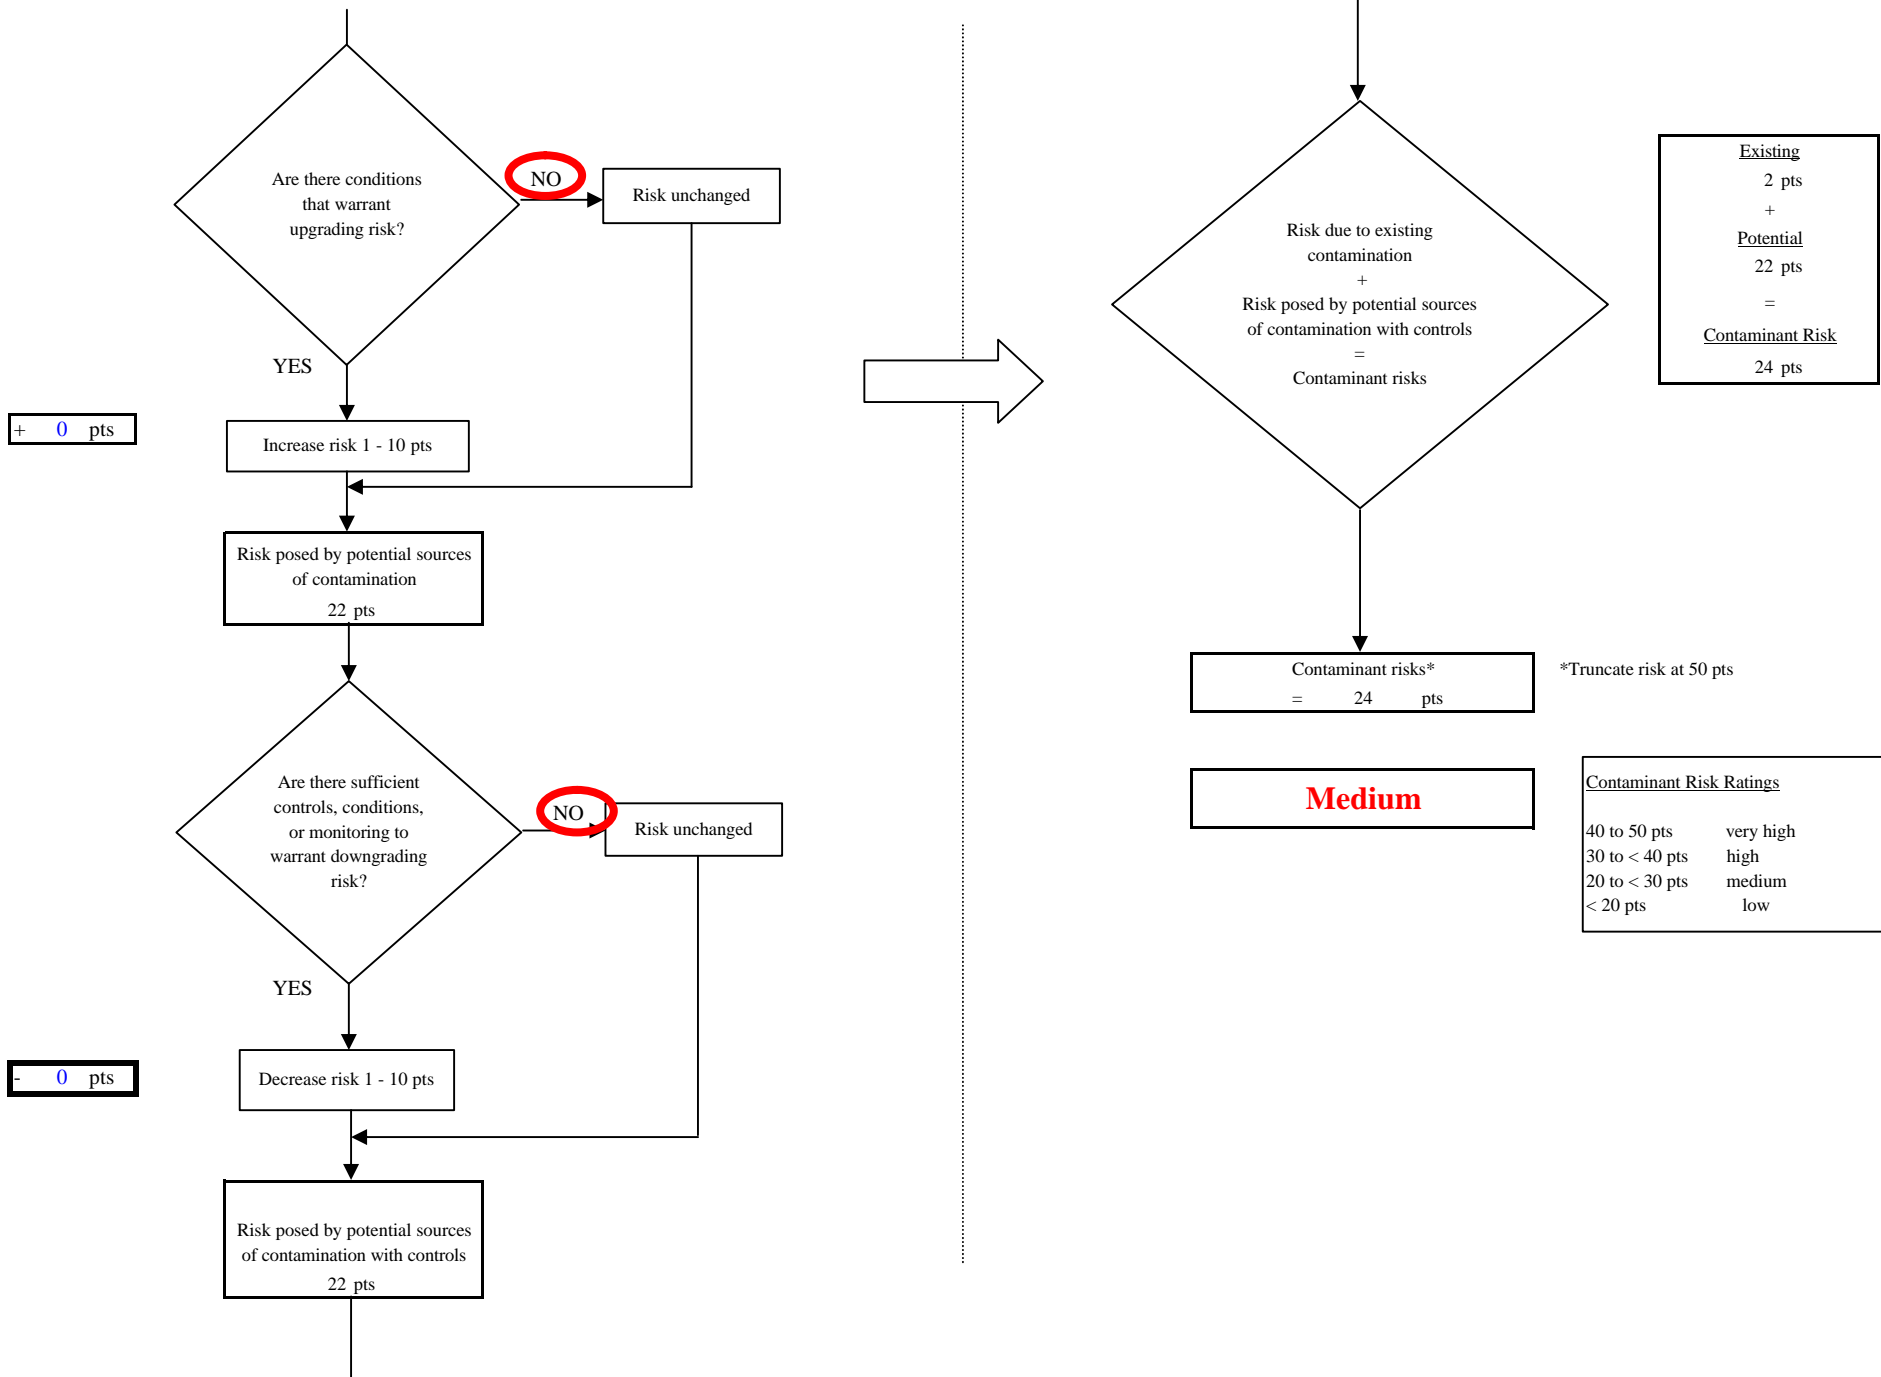 Are there conditions
that warrant
upgrading risk?
NO
Risk unchanged
YES
+ 0 pts
Increase risk 1 - 10 pts
Risk posed by potential sources
of contamination
22 pts
Are there sufficient
controls, conditions,
or monitoring to
warrant downgrading
risk?
NO
Risk unchanged
YES
- 0 pts
Decrease risk 1 - 10 pts
Risk posed by potential sources
of contamination with controls
22 pts
Risk due to existing
contamination
+
Risk posed by potential sources
of contamination with controls
=
Contaminant risks
Existing
2 pts
+
Potential
22 pts
=
Contaminant Risk
24 pts
Contaminant risks*
= 24 pts
*Truncate risk at 50 pts
Medium
Contaminant Risk Ratings
40 to 50 pts very high
30 to < 40 pts high
20 to < 30 pts medium
< 20 pts low